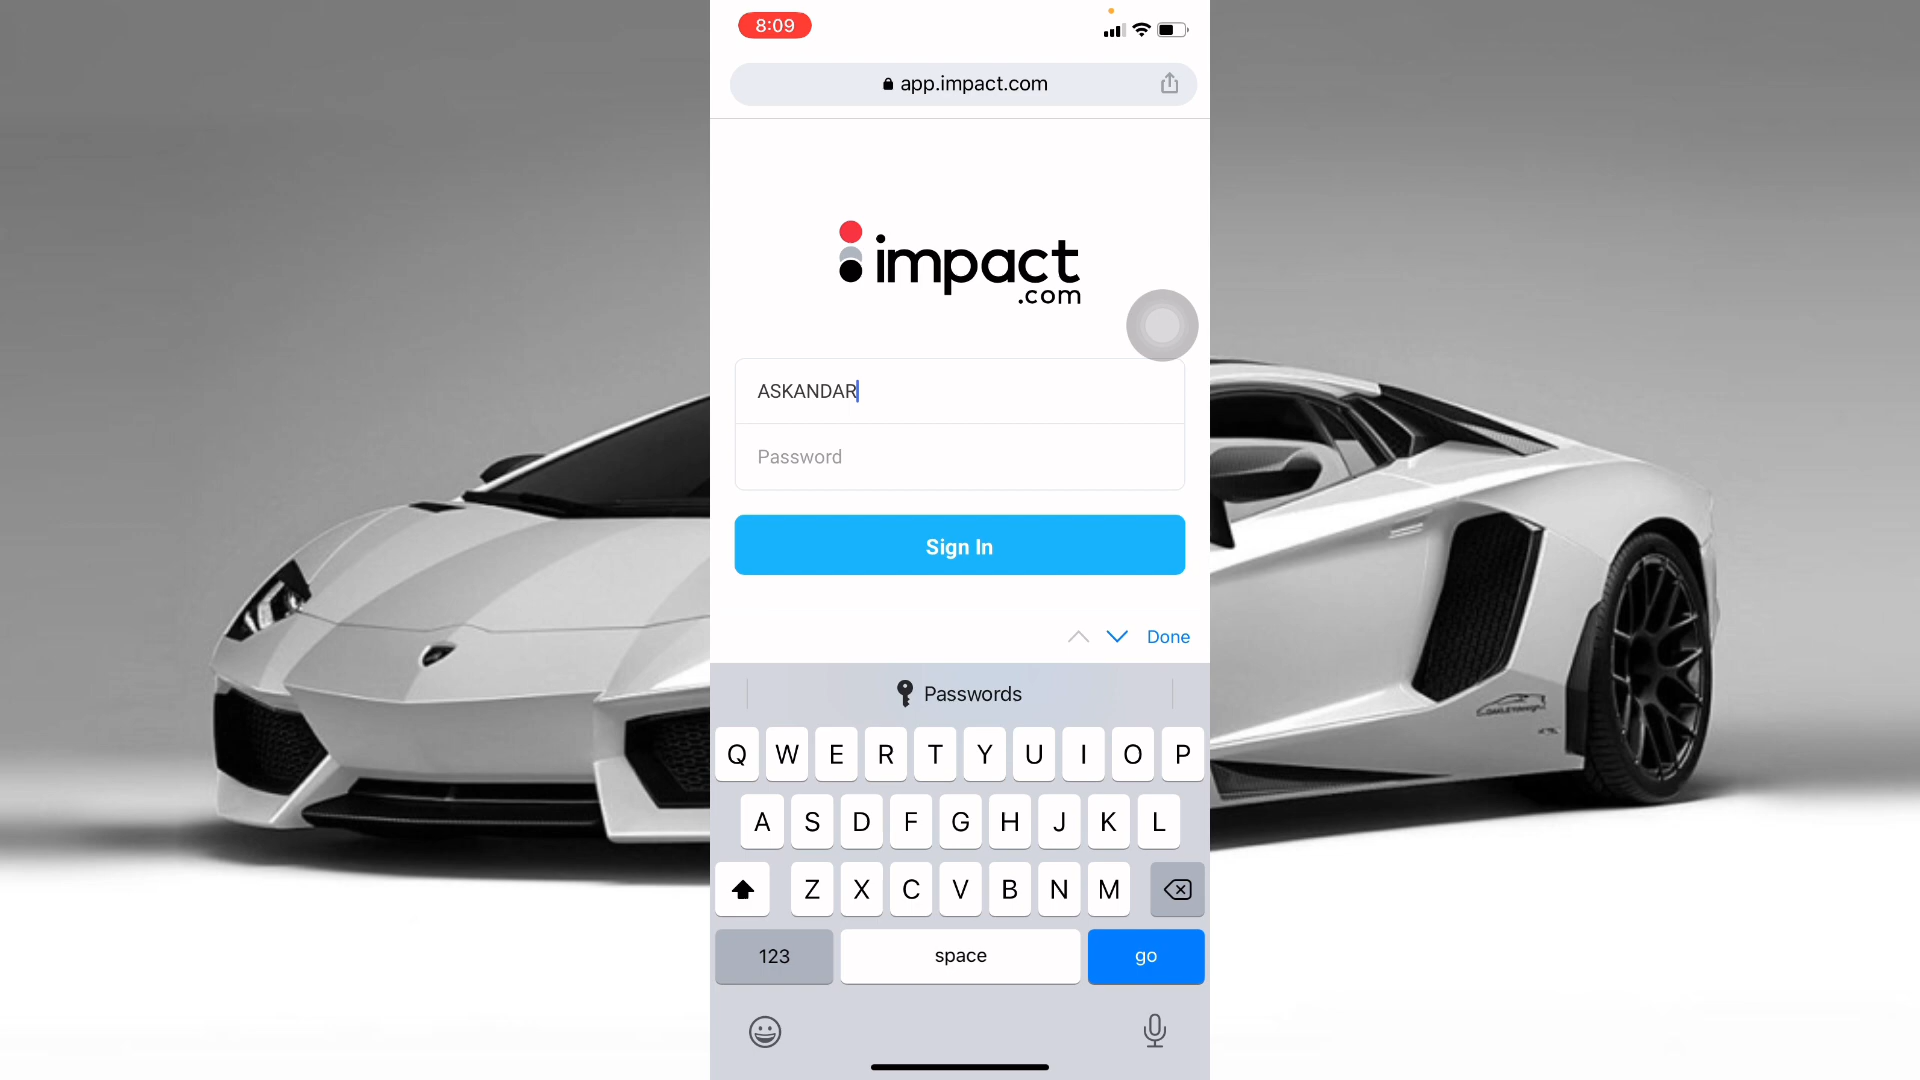 8:09
app.impact.com
impact
.com
ASKANDAR
Password
Sign In
Done
Passwords
Q W E R T Y U I O P
A S D F G H J K L
Z X C V B N M
123 space go